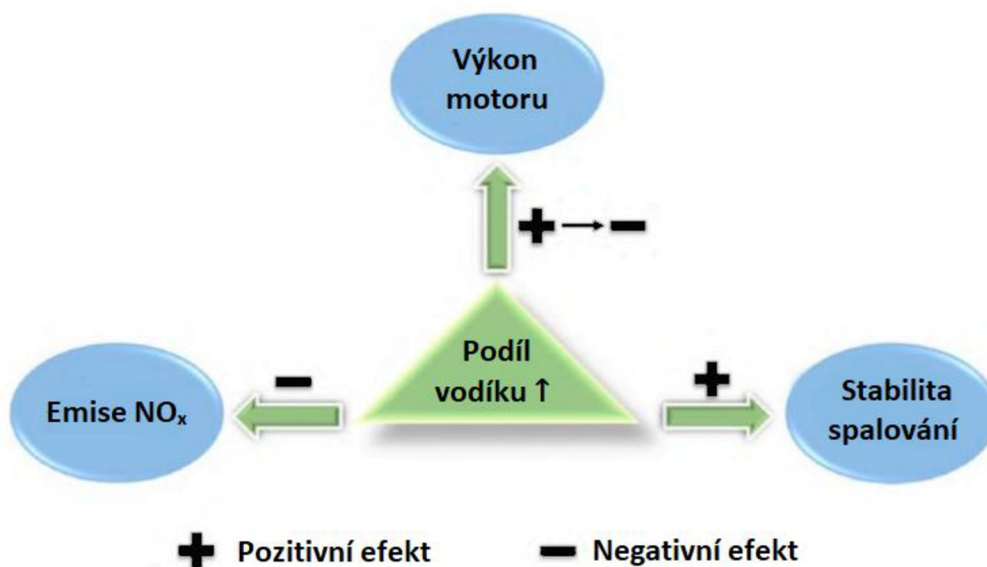 Výkon
motoru
+ → −
Podíl
vodíku ↑
−
Emise NOₓ
+
Stabilita
spalování
+ Pozitivní efekt
− Negativní efekt